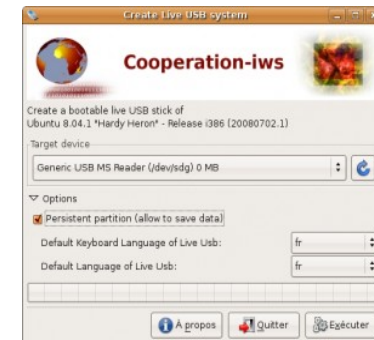 Create Live USB system
Cooperation-iws
Create a bootable live USB stick of
Ubuntu 8.04.1 "Hardy Heron" - Release i386 (20080702.1)
Target device
Generic USB MS Reader (/dev/sdg) 0 MB
Options
Persistent partition (allow to save data)
Default Keyboard Language of Live Usb:
fr
Default Language of Live Usb:
fr
À propos
Quitter
Exécuter